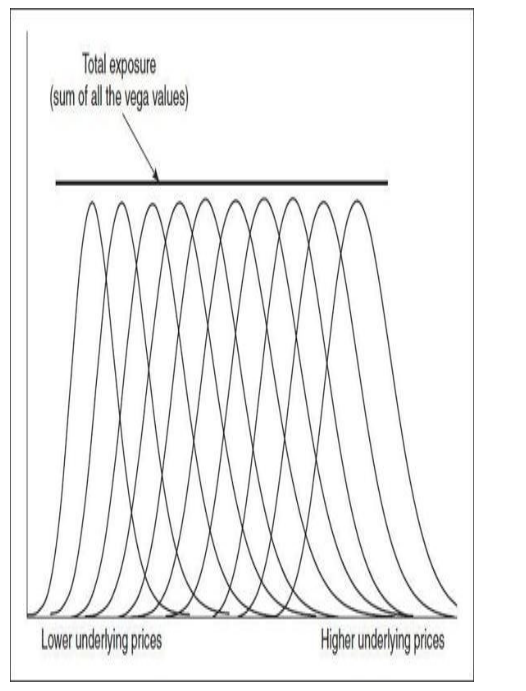 Total exposure
(sum of all the vega values)
Lower underlying prices
Higher underlying prices